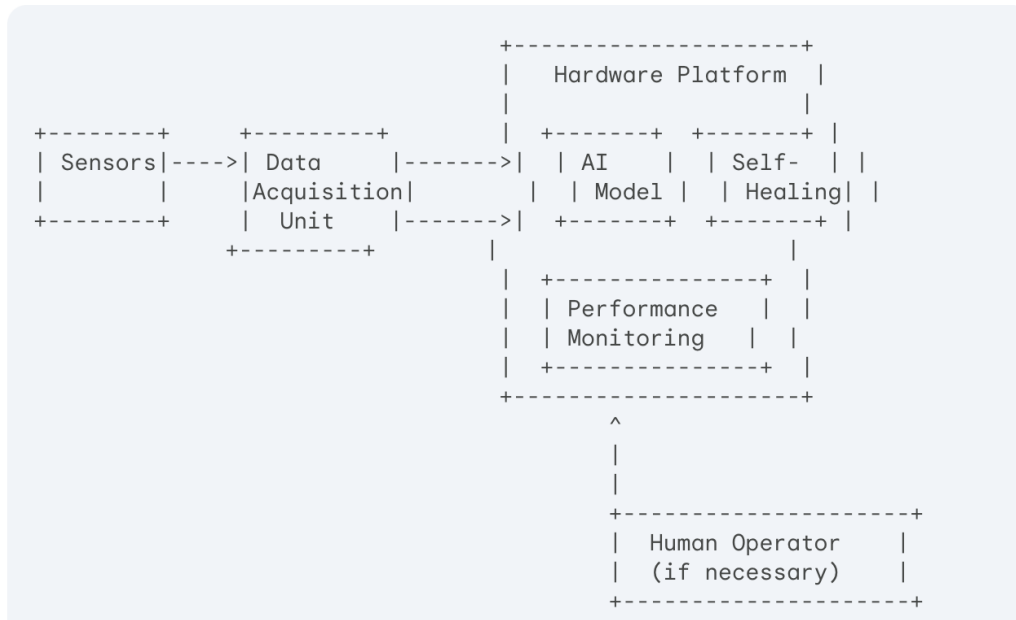 +---------------------+
|   Hardware Platform  |
|                     |
+--------+     +---------+        |  +-------+  +-------+ |
| Sensors|---->| Data     |------->|  | AI    |  | Self-  | |
|        |     |Acquisition|        |  | Model |  | Healing| |
+--------+     |  Unit    |------->|  +-------+  +-------+ |
+---------+        |                     |
|  +---------------+  |
|  | Performance   |  |
|  | Monitoring   |  |
|  +---------------+  |
+---------------------+
^
|
|
+---------------------+
|  Human Operator    |
|  (if necessary)    |
+---------------------+